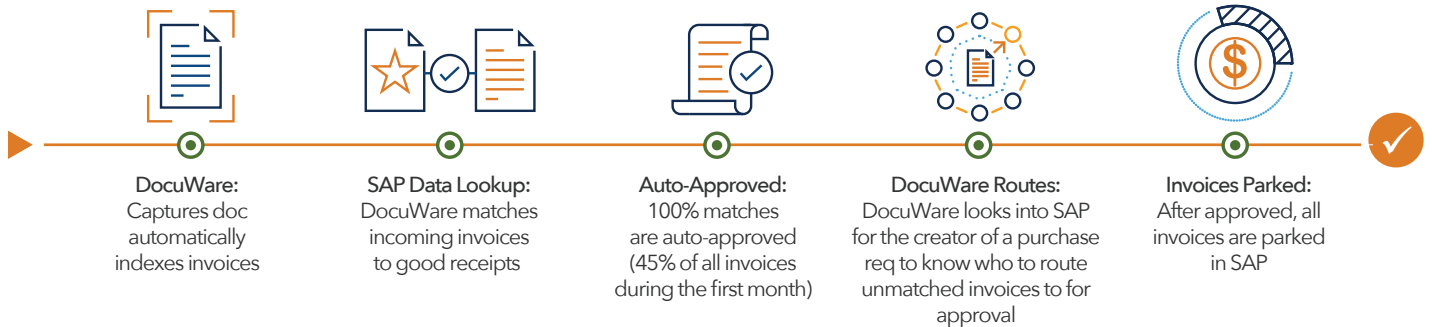 $
DocuWare:
Captures doc
automatically
indexes invoices
SAP Data Lookup:
DocuWare matches
incoming invoices
to good receipts
Auto-Approved:
100% matches
are auto-approved
(45% of all invoices
during the first month)
DocuWare Routes:
DocuWare looks into SAP
for the creator of a purchase
req to know who to route
unmatched invoices to for
approval
Invoices Parked:
After approved, all
invoices are parked
in SAP